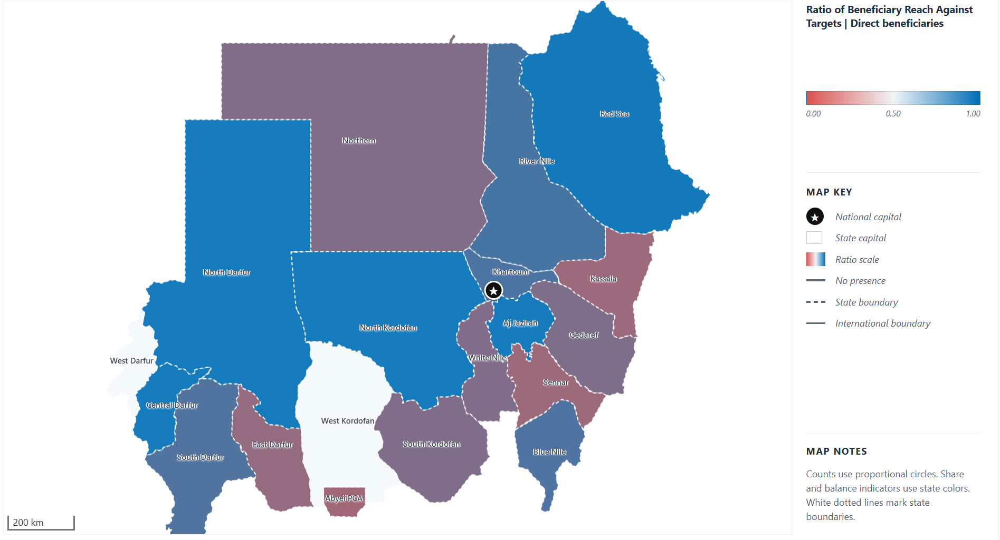 Ratio of Beneficiary Reach Against
Targets | Direct beneficiaries
0.00 0.50 1.00
MAP KEY
National capital
State capital
Ratio scale
No presence
State boundary
International boundary
MAP NOTES
Counts use proportional circles. Share
and balance indicators use state colors.
White dotted lines mark state
boundaries.
Red Sea
Northern
River Nile
North Darfur
Khartoum
Kassala
Aj Jazirah
North Kordofan
Gedaref
White Nile
West Darfur
Sennar
Central Darfur
West Kordofan
South Kordofan
East Darfur
Blue Nile
South Darfur
Abyei PCA
200 km